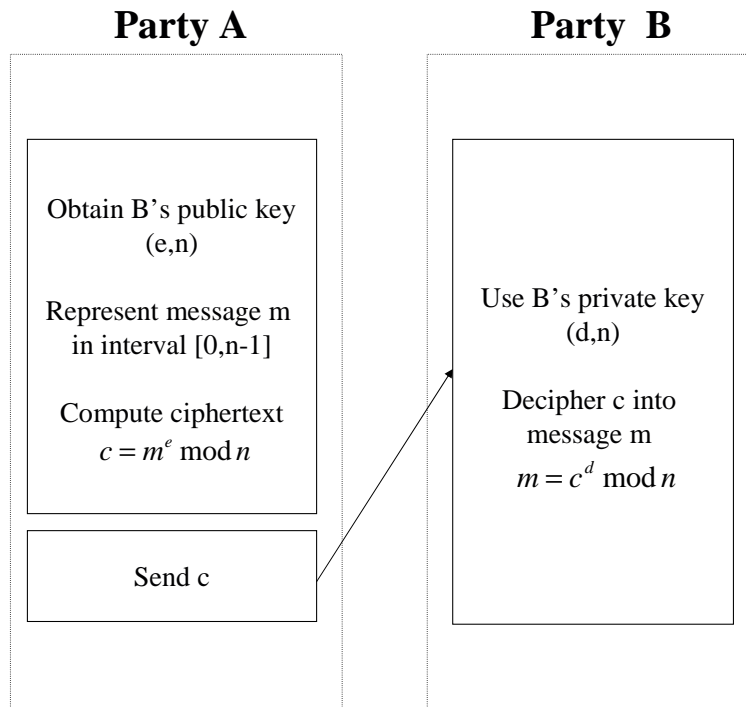 Party A
Obtain B’s public key
(e,n)
Represent message m
in interval [0,n-1]
Compute ciphertext
c = m^e mod n
Send c
Party B
Use B’s private key
(d,n)
Decipher c into
message m
m = c^d mod n